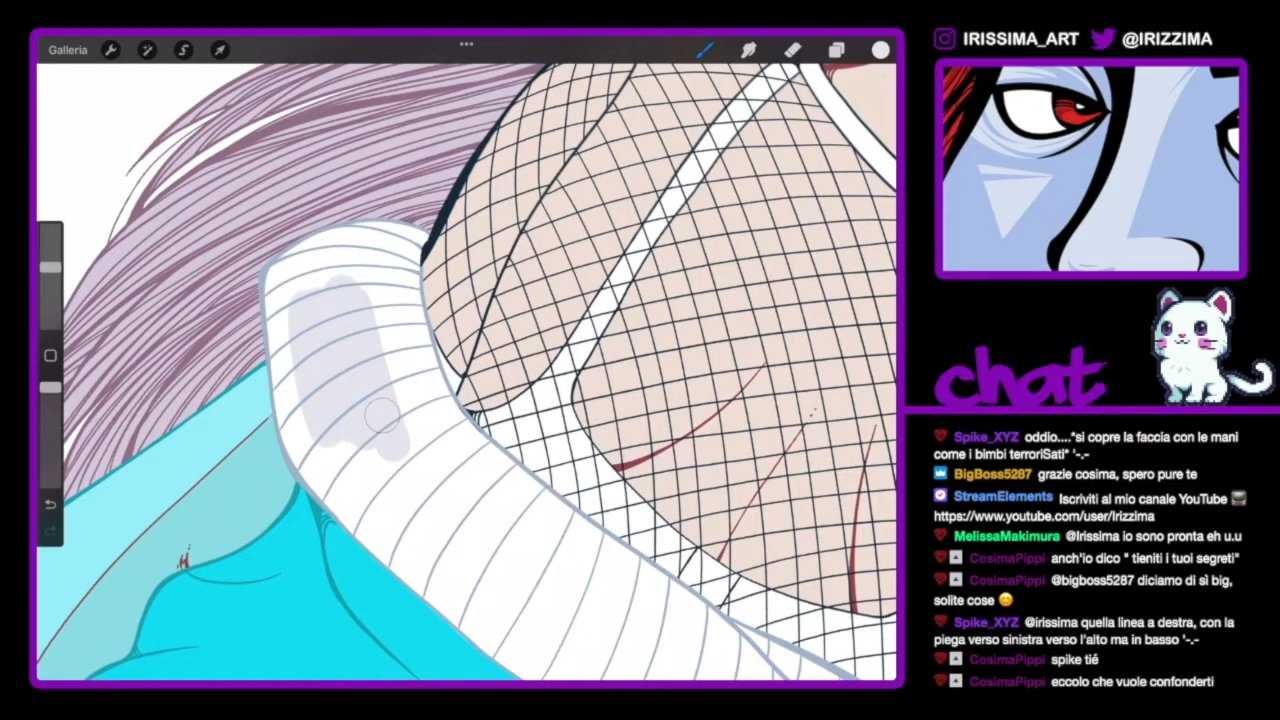 Galleria
IRISSIMA_ART @IRIZZIMA
chat
Spike_XYZ oddio....*si copre la faccia con le mani
come i bimbi terroriSati* '-.-
BigBoss5287 grazie cosima, spero pure te
StreamElements Iscriviti al mio canale YouTube
https://www.youtube.com/user/Irizzima
MelissaMakimura @Irissima io sono pronta eh u.u
CosimaPippi anch'io dico " tieniti i tuoi segreti"
CosimaPippi @bigboss5287 diciamo di sì big,
solite cose 😊
Spike_XYZ @irissima quella linea a destra, con la
piega verso sinistra verso l'alto ma in basso '-.-
CosimaPippi spike tié
CosimaPippi eccolo che vuole confonderti